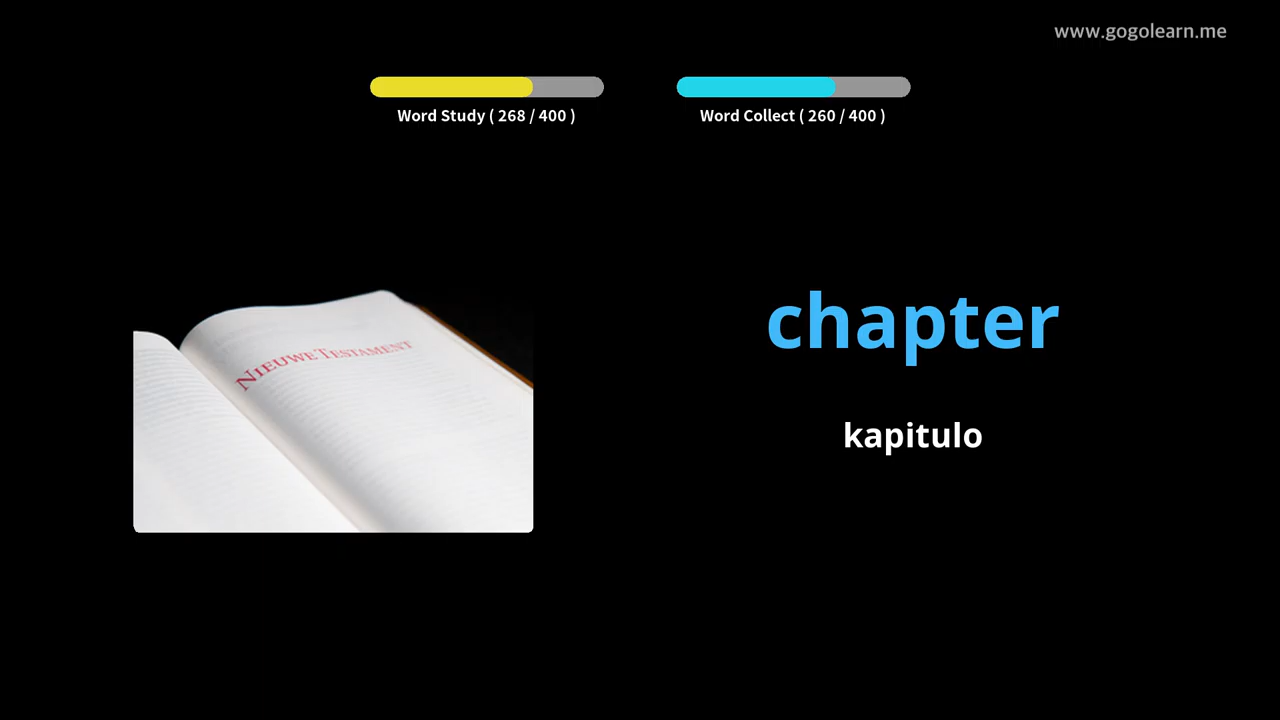 www.gogolearn.me
Word Study ( 268 / 400 )
Word Collect ( 260 / 400 )
NIEUWE TESTAMENT
chapter
kapitulo